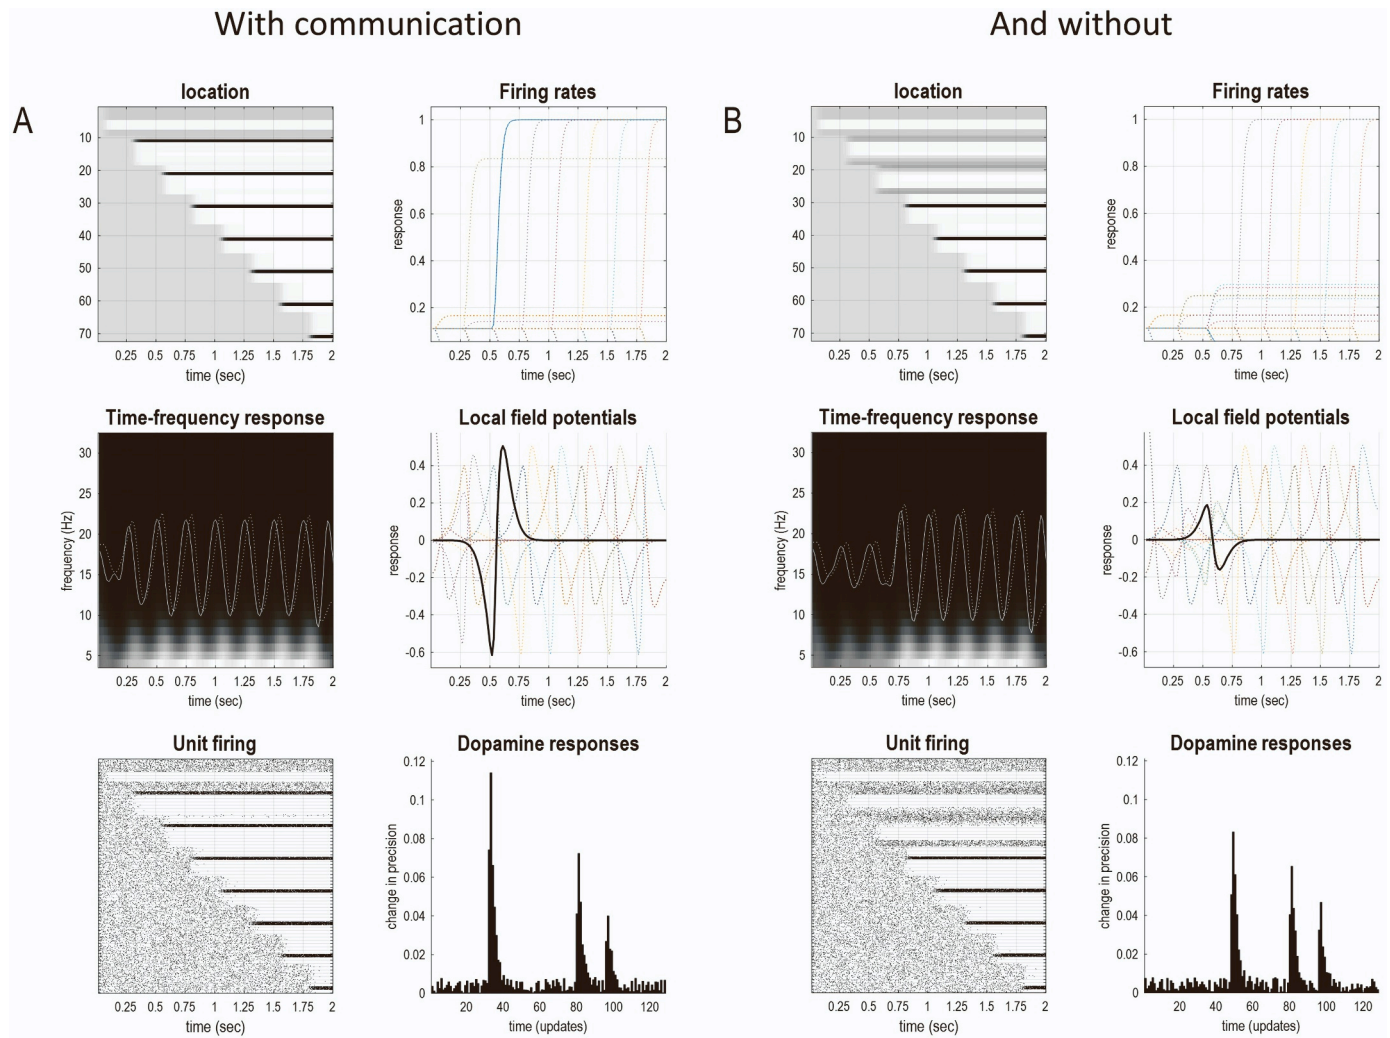 With communication
And without
A
location
10
20
30
40
50
60
70
0.25 0.5 0.75 1 1.25 1.5 1.75 2
time (sec)
Firing rates
response
1
0.8
0.6
0.4
0.2
0.25 0.5 0.75 1 1.25 1.5 1.75 2
time (sec)
B
location
10
20
30
40
50
60
70
0.25 0.5 0.75 1 1.25 1.5 1.75 2
time (sec)
Firing rates
response
1
0.8
0.6
0.4
0.2
0.25 0.5 0.75 1 1.25 1.5 1.75 2
time (sec)
Time-frequency response
frequency (Hz)
30
25
20
15
10
5
0.25 0.5 0.75 1 1.25 1.5 1.75 2
time (sec)
Local field potentials
response
0.4
0.2
0
-0.2
-0.4
-0.6
0.25 0.5 0.75 1 1.25 1.5 1.75 2
time (sec)
Time-frequency response
frequency (Hz)
30
25
20
15
10
5
0.25 0.5 0.75 1 1.25 1.5 1.75 2
time (sec)
Local field potentials
response
0.4
0.2
0
-0.2
-0.4
-0.6
0.25 0.5 0.75 1 1.25 1.5 1.75 2
time (sec)
Unit firing
0.25 0.5 0.75 1 1.25 1.5 1.75 2
time (sec)
Dopamine responses
change in precision
0.12
0.1
0.08
0.06
0.04
0.02
0
20 40 60 80 100 120
time (updates)
Unit firing
0.25 0.5 0.75 1 1.25 1.5 1.75 2
time (sec)
Dopamine responses
change in precision
0.12
0.1
0.08
0.06
0.04
0.02
0
20 40 60 80 100 120
time (updates)